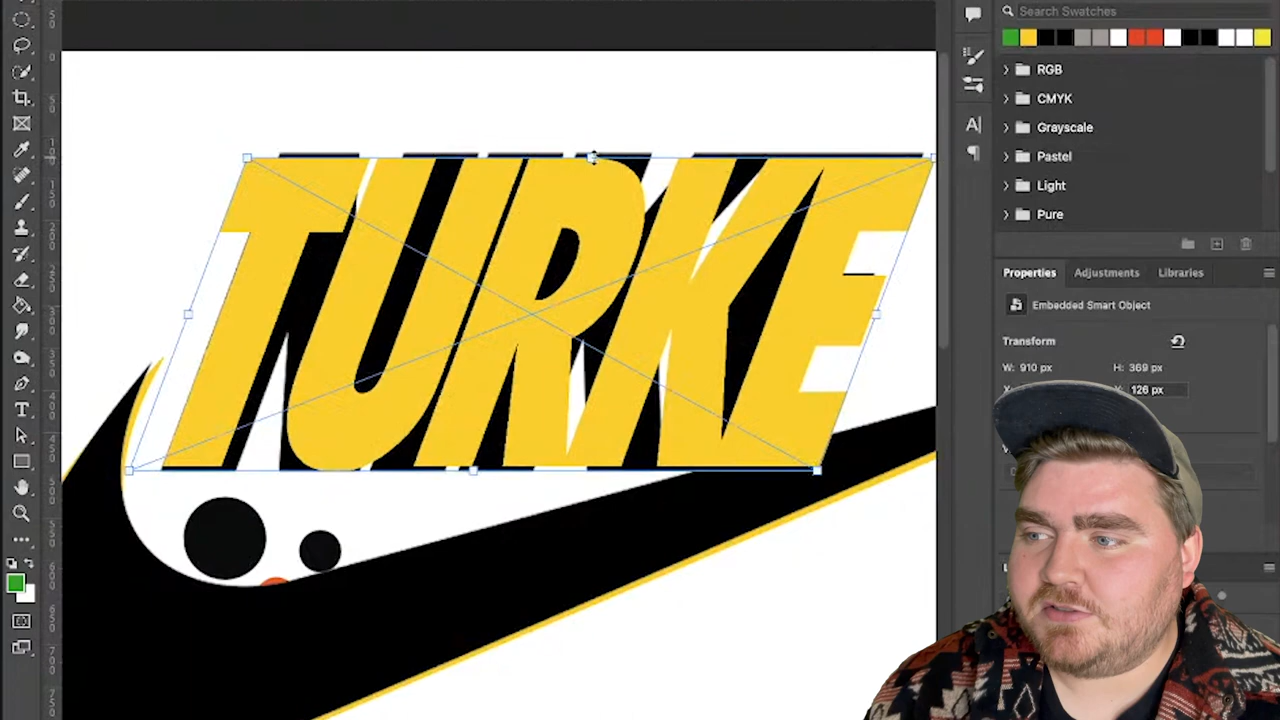 Search Swatches
RGB
CMYK
Grayscale
Pastel
Light
Pure
TURKE
Properties Adjustments Libraries
Embedded Smart Object
Transform
W: 910 px H: 369 px
126 px